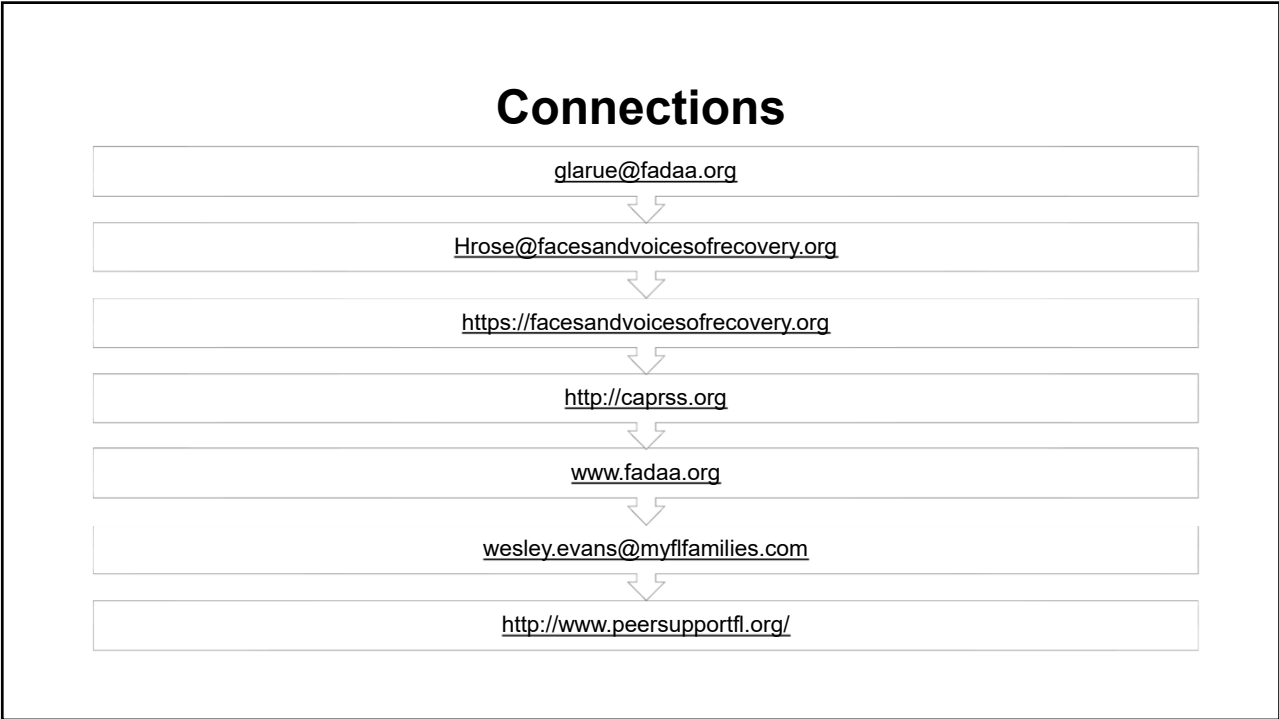 Connections
glarue@fadaa.org
Hrose@facesandvoicesofrecovery.org
https://facesandvoicesofrecovery.org
http://caprss.org
www.fadaa.org
wesley.evans@myflfamilies.com
http://www.peersupportfl.org/